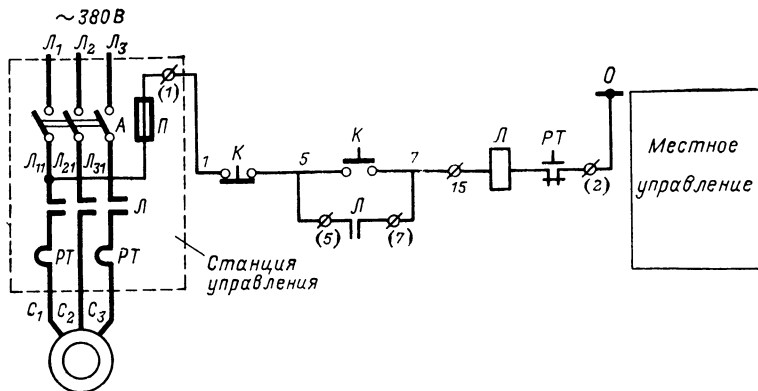 ~380В
Л1 Л2 Л3
(1)
А
П
Л11 Л21 Л31
Л
РТ РТ
Станция
управления
С1 С2 С3
1 К 5 К 7
(5) Л (7)
15
Л РТ
(2)
О
Местное
управление